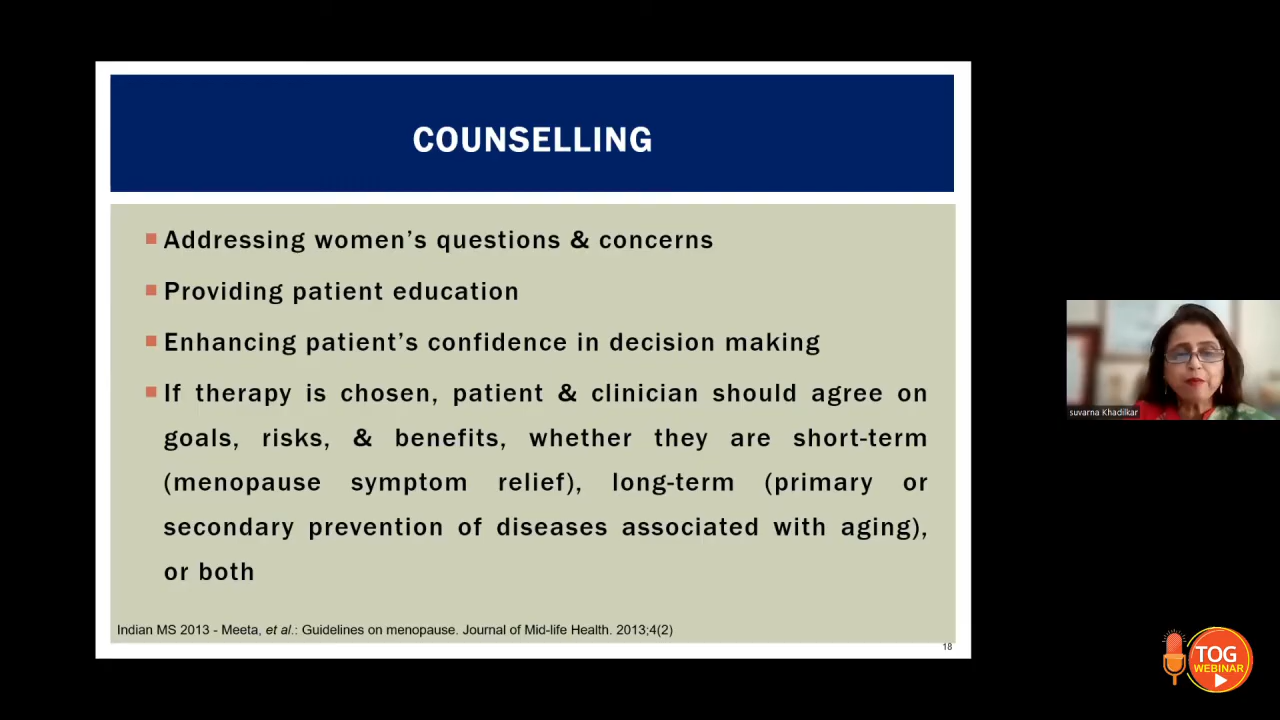 COUNSELLING
Addressing women's questions & concerns
Providing patient education
Enhancing patient's confidence in decision making
If therapy is chosen, patient & clinician should agree on
goals, risks, & benefits, whether they are short-term
(menopause symptom relief), long-term (primary or
secondary prevention of diseases associated with aging),
or both
Indian MS 2013 - Meeta, et al.: Guidelines on menopause. Journal of Mid-life Health. 2013;4(2)
18
suvarna Khadilkar
TOG
WEBINAR